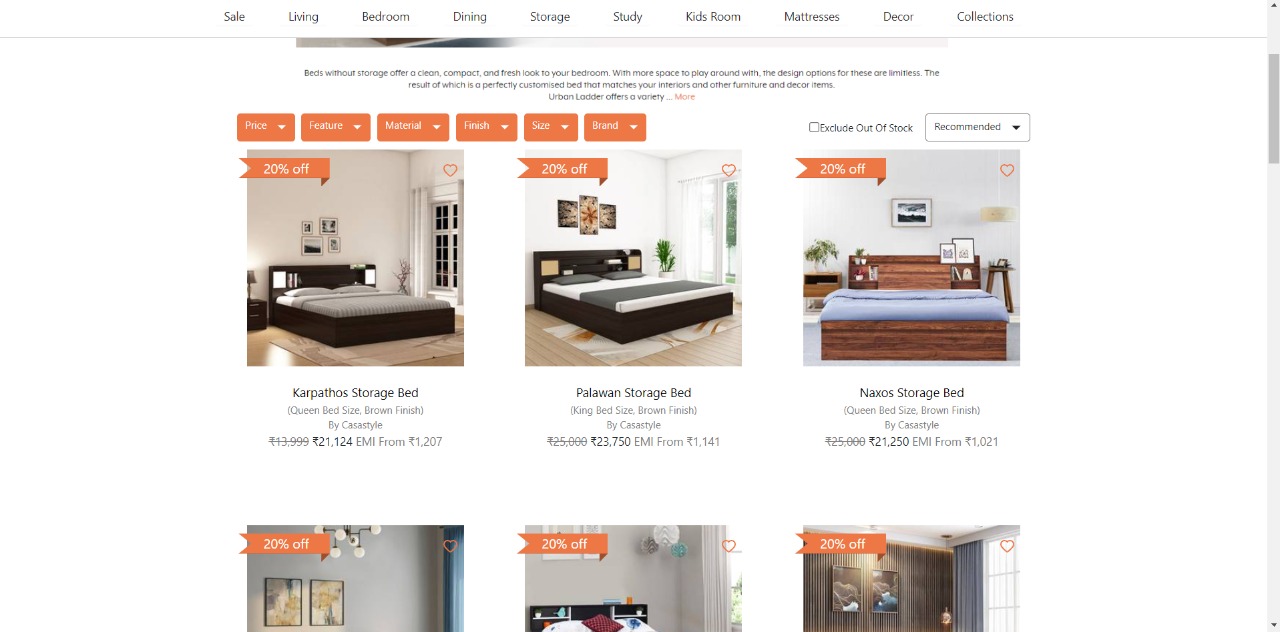 Sale Living Bedroom Dining Storage Study Kids Room Mattresses Decor Collections
Beds without storage offer a clean, compact, and fresh look to your bedroom. With more space to play around with, the design options for these are limitless. The
result of which is a perfectly customised bed that matches your interiors and other furniture and decor items.
Urban Ladder offers a variety ... More
Price Feature Material Finish Size Brand Exclude Out Of Stock Recommended
20% off 20% off 20% off
Karpathos Storage Bed Palawan Storage Bed Naxos Storage Bed
(Queen Bed Size, Brown Finish) (King Bed Size, Brown Finish) (Queen Bed Size, Brown Finish)
By Casastyle By Casastyle By Casastyle
₹13,999 ₹21,124 EMI From ₹1,207 ₹25,000 ₹23,750 EMI From ₹1,141 ₹25,000 ₹21,250 EMI From ₹1,021
20% off 20% off 20% off